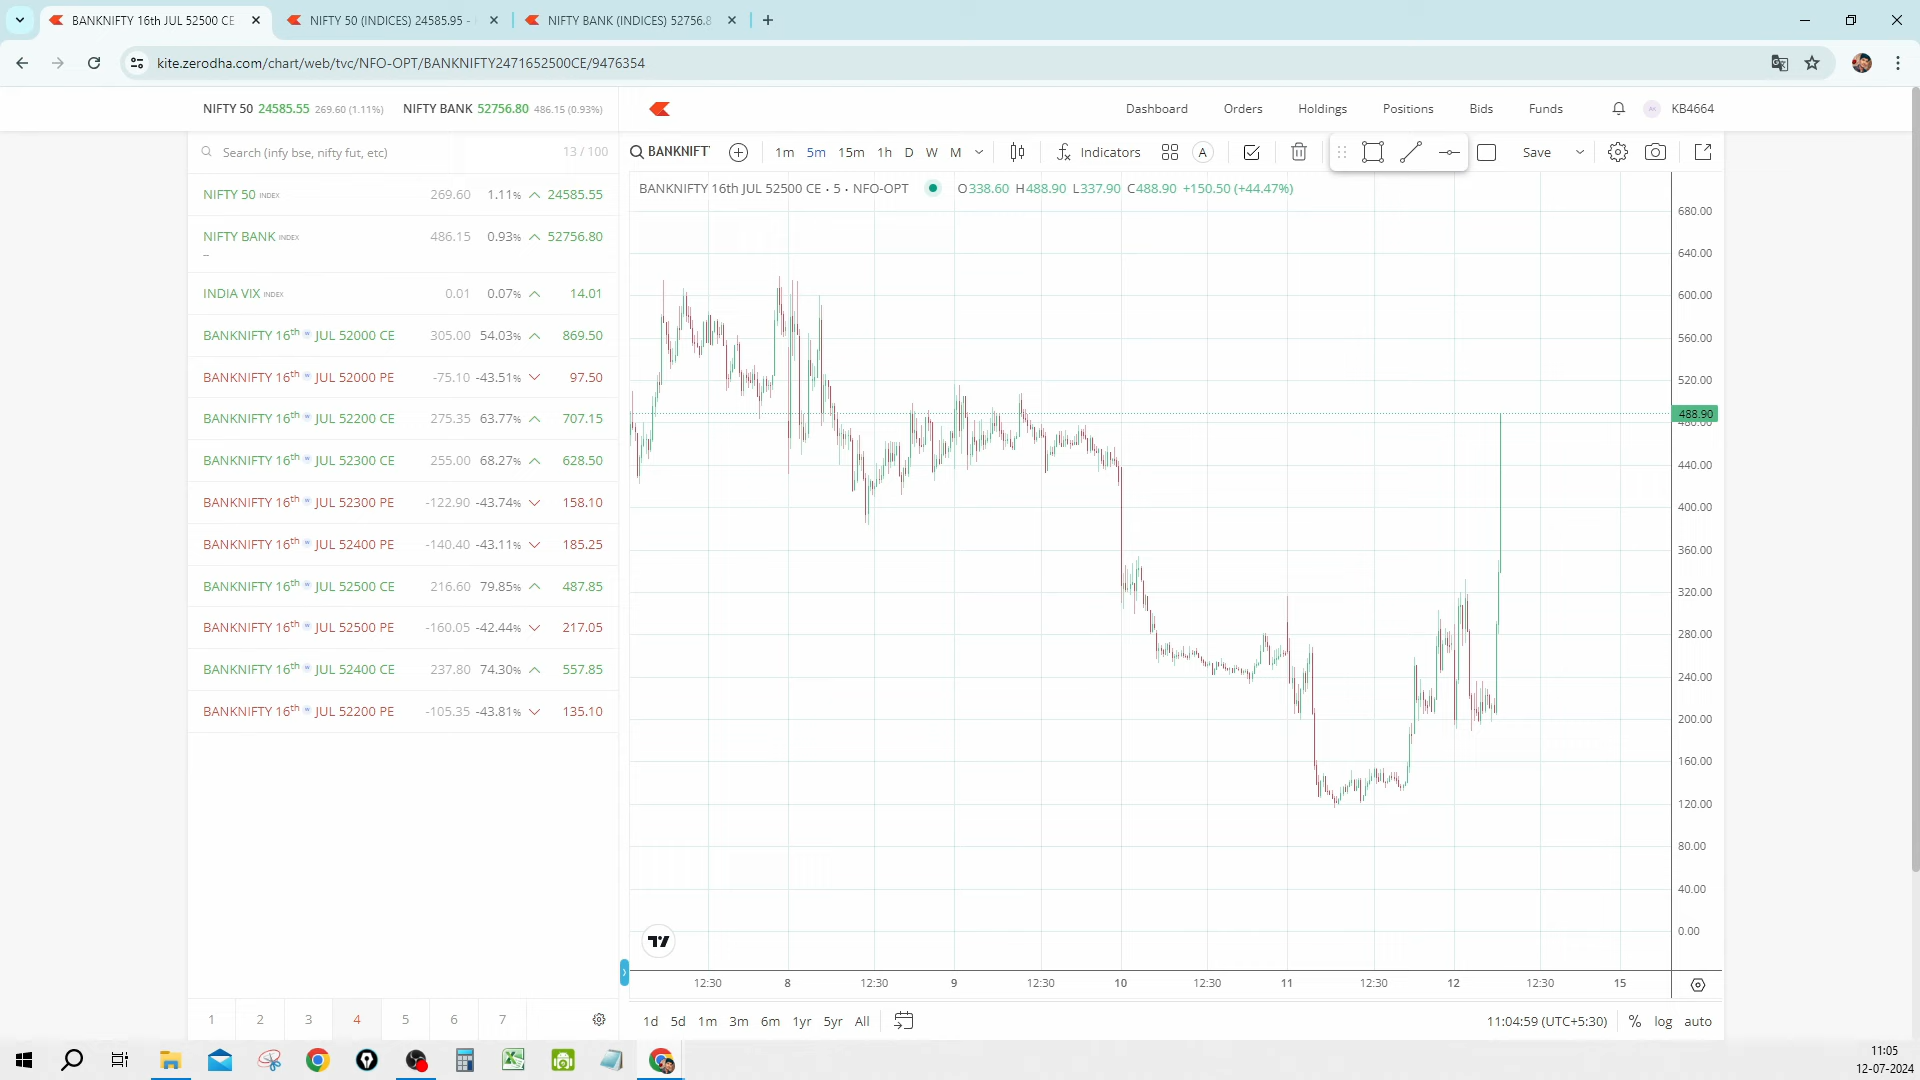 BANKNIFTY 16th JUL 52500 CE
NIFTY 50 (INDICES) 24585.95 -
NIFTY BANK (INDICES) 52756.8
kite.zerodha.com/chart/web/tvc/NFO-OPT/BANKNIFTY2471652500CE/9476354
NIFTY 50 24585.55 269.60 (1.11%) NIFTY BANK 52756.80 486.15 (0.93%)
Dashboard Orders Holdings Positions Bids Funds KB4664
Search (infy bse, nifty fut, etc) 13 / 100
BANKNIFT 1m 5m 15m 1h D W M Indicators A Save
BANKNIFTY 16th JUL 52500 CE · 5 · NFO-OPT O338.60 H488.90 L337.90 C488.90 +150.50 (+44.47%)
NIFTY 50 INDEX 269.60 1.11% 24585.55
NIFTY BANK INDEX 486.15 0.93% 52756.80
INDIA VIX INDEX 0.01 0.07% 14.01
BANKNIFTY 16th w JUL 52000 CE 305.00 54.03% 869.50
BANKNIFTY 16th w JUL 52000 PE -75.10 -43.51% 97.50
BANKNIFTY 16th w JUL 52200 CE 275.35 63.77% 707.15
BANKNIFTY 16th w JUL 52300 CE 255.00 68.27% 628.50
BANKNIFTY 16th w JUL 52300 PE -122.90 -43.74% 158.10
BANKNIFTY 16th w JUL 52400 PE -140.40 -43.11% 185.25
BANKNIFTY 16th w JUL 52500 CE 216.60 79.85% 487.85
BANKNIFTY 16th w JUL 52500 PE -160.05 -42.44% 217.05
BANKNIFTY 16th w JUL 52400 CE 237.80 74.30% 557.85
BANKNIFTY 16th w JUL 52200 PE -105.35 -43.81% 135.10
680.00
640.00
600.00
560.00
520.00
488.90
480.00
440.00
400.00
360.00
320.00
280.00
240.00
200.00
160.00
120.00
80.00
40.00
0.00
12:30 8 12:30 9 12:30 10 12:30 11 12:30 12 12:30 15
1 2 3 4 5 6 7
1d 5d 1m 3m 6m 1yr 5yr All
11:04:59 (UTC+5:30) % log auto
11:05
12-07-2024